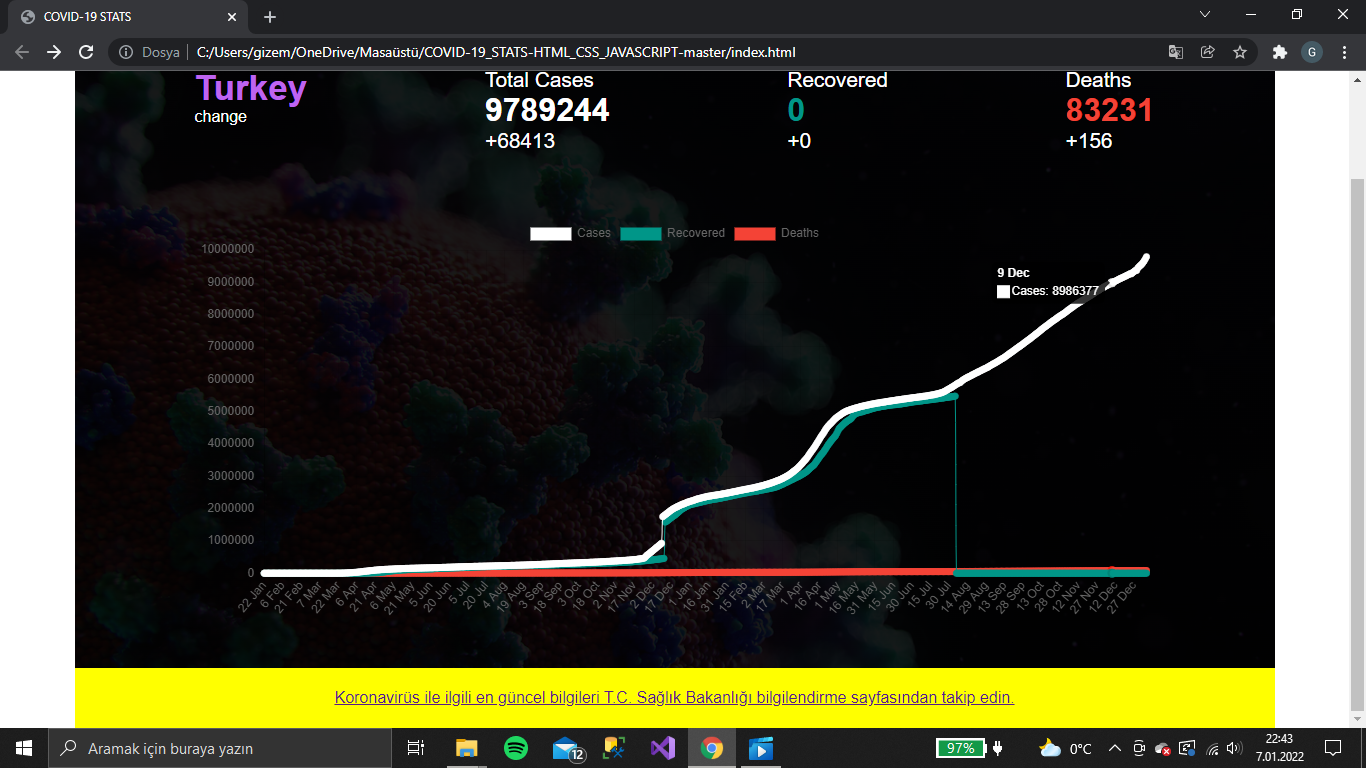 COVID-19 STATS
Dosya | C:/Users/gizem/OneDrive/Masaüstü/COVID-19_STATS-HTML_CSS_JAVASCRIPT-master/index.html
G
Turkey
change
Total Cases
9789244
+68413
Recovered
0
+0
Deaths
83231
+156
Cases Recovered Deaths
10000000
9000000
8000000
7000000
6000000
5000000
4000000
3000000
2000000
1000000
0
9 Dec
Cases: 8986377
22 Jan
6 Feb
21 Feb
7 Mar
22 Mar
6 Apr
21 Apr
6 May
21 May
5 Jun
20 Jun
5 Jul
20 Jul
4 Aug
19 Aug
3 Sep
18 Sep
3 Oct
18 Oct
2 Nov
17 Nov
2 Dec
17 Dec
1 Jan
16 Jan
31 Jan
15 Feb
2 Mar
17 Mar
1 Apr
16 Apr
1 May
16 May
31 May
15 Jun
30 Jun
15 Jul
30 Jul
14 Aug
29 Aug
13 Sep
28 Sep
13 Oct
28 Oct
12 Nov
27 Nov
12 Dec
27 Dec
Koronavirüs ile ilgili en güncel bilgileri T.C. Sağlık Bakanlığı bilgilendirme sayfasından takip edin.
Aramak için buraya yazın
12
97%
0°C
22:43
7.01.2022